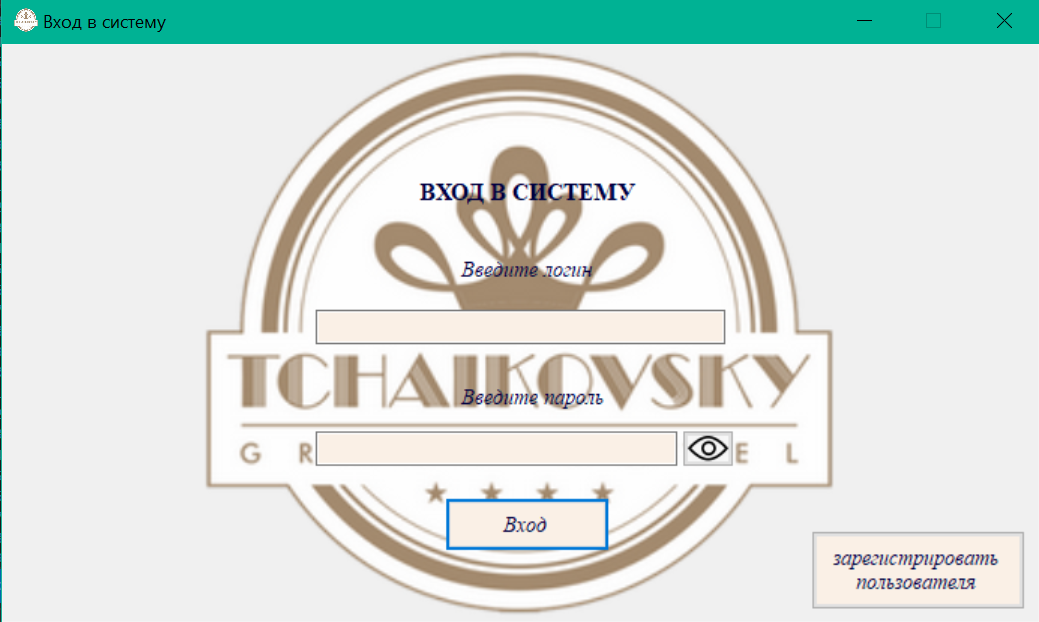 Вход в систему
ВХОД В СИСТЕМУ
Введите логин
TCHAIKOVSKY
Введите пароль
G R E L
Вход
зарегистрировать
пользователя